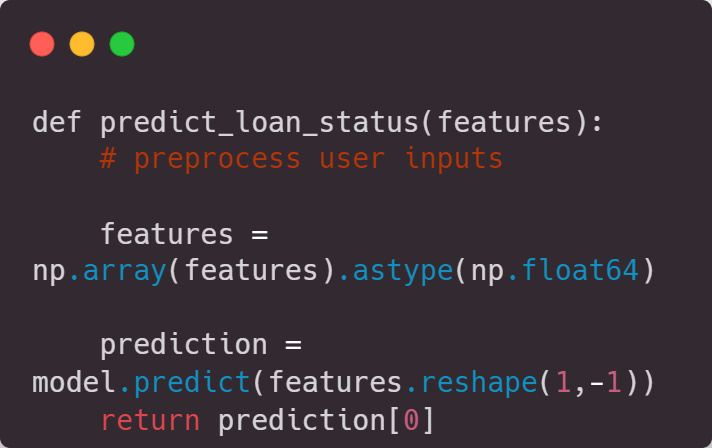 def predict_loan_status(features):
    # preprocess user inputs
    features =
np.array(features).astype(np.float64)
    prediction =
model.predict(features.reshape(1,-1))
    return prediction[0]